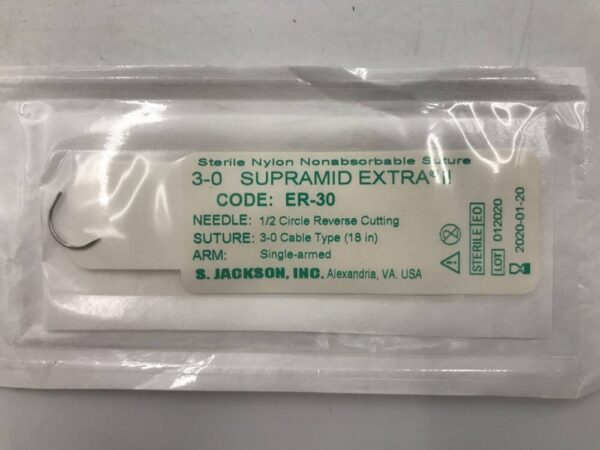 Sterile Nylon Nonabsorbable Suture
3-0 SUPRAMID EXTRA® II
CODE: ER-30
NEEDLE: 1/2 Circle Reverse Cutting
SUTURE: 3-0 Cable Type (18 in)
ARM: Single-armed
S. JACKSON, INC. Alexandria, VA. USA
STERILE EO
LOT 012020
2020-01-20